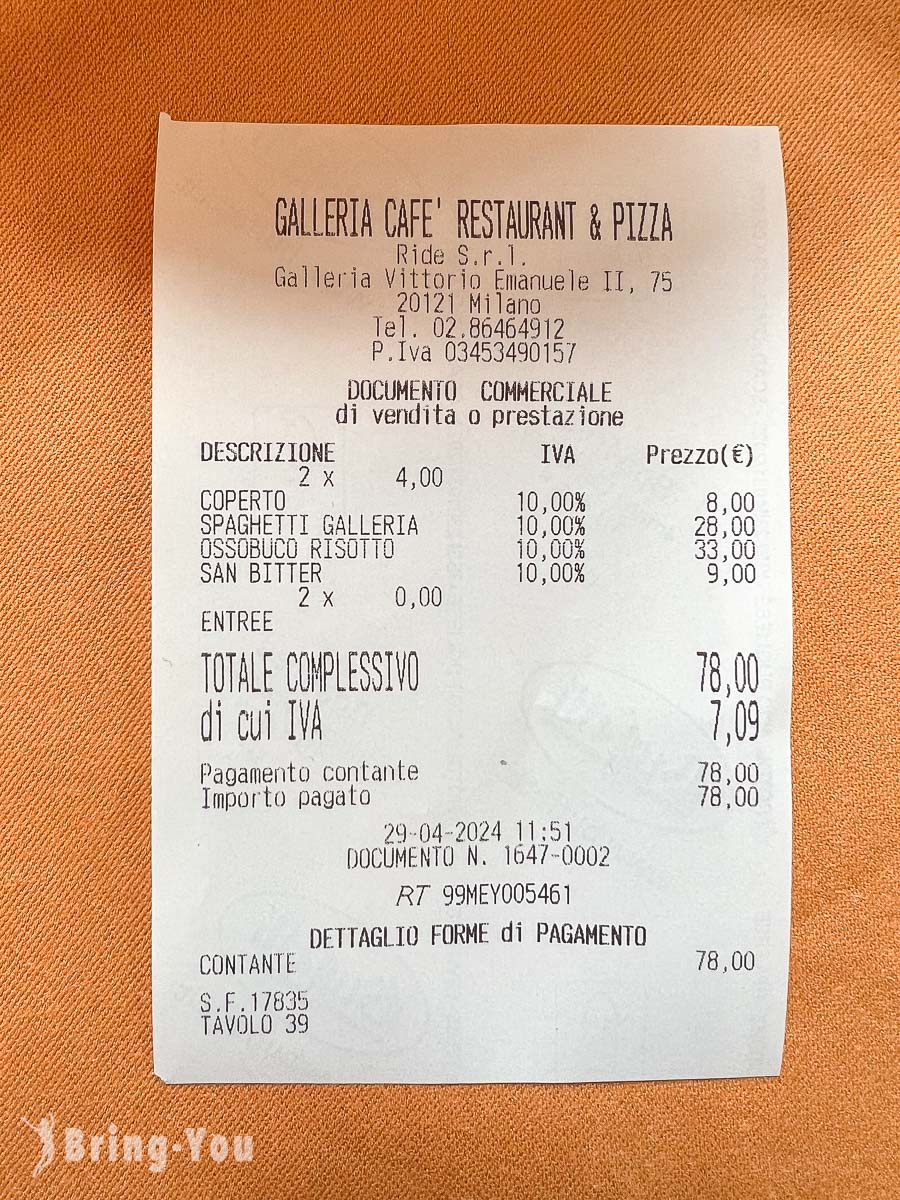 GALLERIA CAFE' RESTAURANT & PIZZA
Ride S.r.l.
Galleria Vittorio Emanuele II, 75
20121 Milano
Tel. 02.86464912
P.Iva 03453490157
DOCUMENTO COMMERCIALE
di vendita o prestazione
DESCRIZIONE IVA Prezzo(€)
2 x 4,00
COPERTO 10,00% 8,00
SPAGHETTI GALLERIA 10,00% 28,00
OSSOBUCO RISOTTO 10,00% 33,00
SAN BITTER 10,00% 9,00
2 x 0,00
ENTREE
TOTALE COMPLESSIVO 78,00
di cui IVA 7,09
Pagamento contante 78,00
Importo pagato 78,00
29-04-2024 11:51
DOCUMENTO N. 1647-0002
RT 99MEY005461
DETTAGLIO FORME di PAGAMENTO
CONTANTE 78,00
S.F.17835
TAVOLO 39
Bring-You